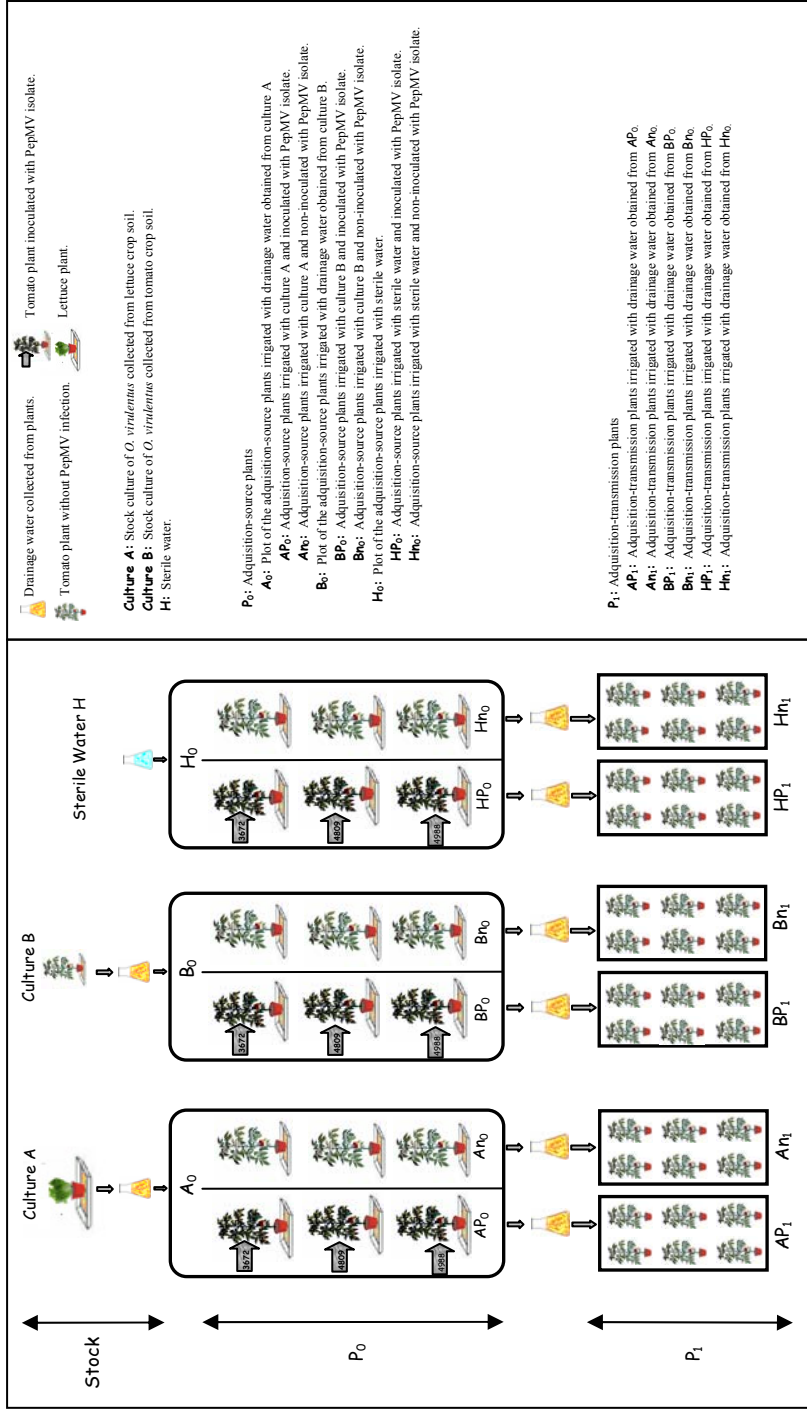 Stock
P0
P1
Culture A
Culture B
Sterile Water H
A0
B0
H0
3672
4809
4988
3672
4809
4988
3672
4809
4988
AP0
An0
BP0
Bn0
HP0
Hn0
AP1
An1
BP1
Bn1
HP1
Hn1
Drainage water collected from plants.
Tomato plant inoculated with PepMV isolate.
Tomato plant without PepMV infection.
Lettuce plant.
Culture A: Stock culture of O. virulentus collected from lettuce crop soil.
Culture B: Stock culture of O. virulentus collected from tomato crop soil.
H: Sterile water.
P0: Adquisition-source plants
A0: Plot of the adquisition-source plants irrigated with drainage water obtained from culture A
AP0: Adquisition-source plants irrigated with culture A and inoculated with PepMV isolate.
An0: Adquisition-source plants irrigated with culture A and non-inoculated with PepMV isolate.
B0: Plot of the adquisition-source plants irrigated with drainage water obtained from culture B.
BP0: Adquisition-source plants irrigated with culture B and inoculated with PepMV isolate.
Bn0: Adquisition-source plants irrigated with culture B and non-inoculated with PepMV isolate.
H0: Plot of the adquisition-source plants irrigated with sterile water.
HP0: Adquisition-source plants irrigated with sterile water and inoculated with PepMV isolate.
Hn0: Adquisition-source plants irrigated with sterile water and non-inoculated with PepMV isolate.
P1: Adquisition-transmission plants
AP1: Adquisition-transmission plants irrigated with drainage water obtained from AP0.
An1: Adquisition-transmission plants irrigated with drainage water obtained from An0.
BP1: Adquisition-transmission plants irrigated with drainage water obtained from BP0.
Bn1: Adquisition-transmission plants irrigated with drainage water obtained from Bn0.
HP1: Adquisition-transmission plants irrigated with drainage water obtained from HP0.
Hn1: Adquisition-transmission plants irrigated with drainage water obtained from Hn0.